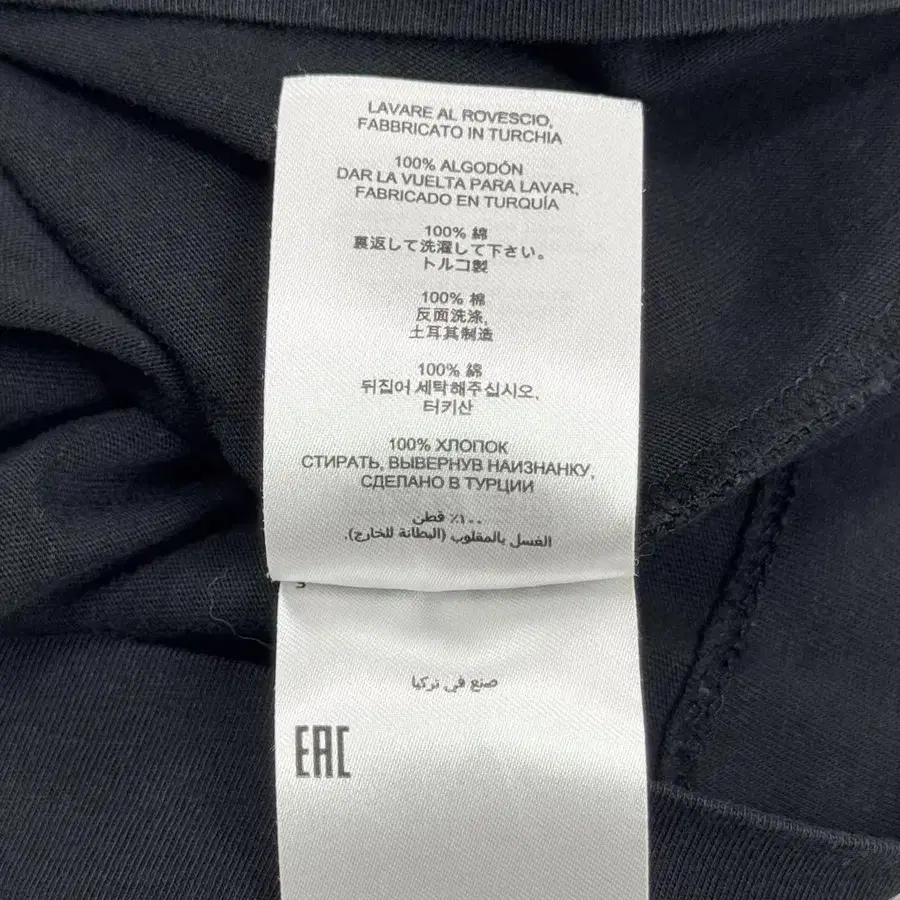 LAVARE AL ROVESCIO,
FABBRICATO IN TURCHIA
100% ALGODÓN
DAR LA VUELTA PARA LAVAR,
FABRICADO EN TURQUÍA
100% 綿
裏返して洗濯して下さい。
トルコ製
100% 棉
反面洗涤,
土耳其制造
100% 綿
뒤집어 세탁해주십시오,
터키산
100% ХЛОПОК
СТИРАТЬ, ВЫВЕРНУВ НАИЗНАНКУ,
СДЕЛАНО В ТУРЦИИ
١٠٠٪ قطن
الغسل بالمقلوب (البطانة للخارج),
صنع في تركيا
EAC